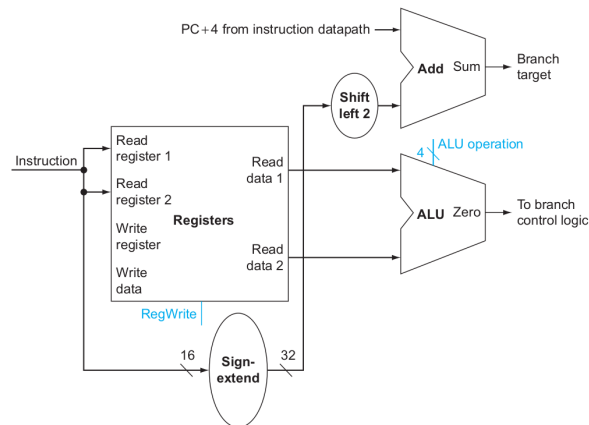 PC+4 from instruction datapath
Add Sum
Branch
target
Shift
left 2
Read
register 1
Instruction
Read
register 2
Registers
Write
register
Write
data
Read
data 1
Read
data 2
4
ALU operation
ALU Zero
To branch
control logic
RegWrite
16
Sign-
extend
32